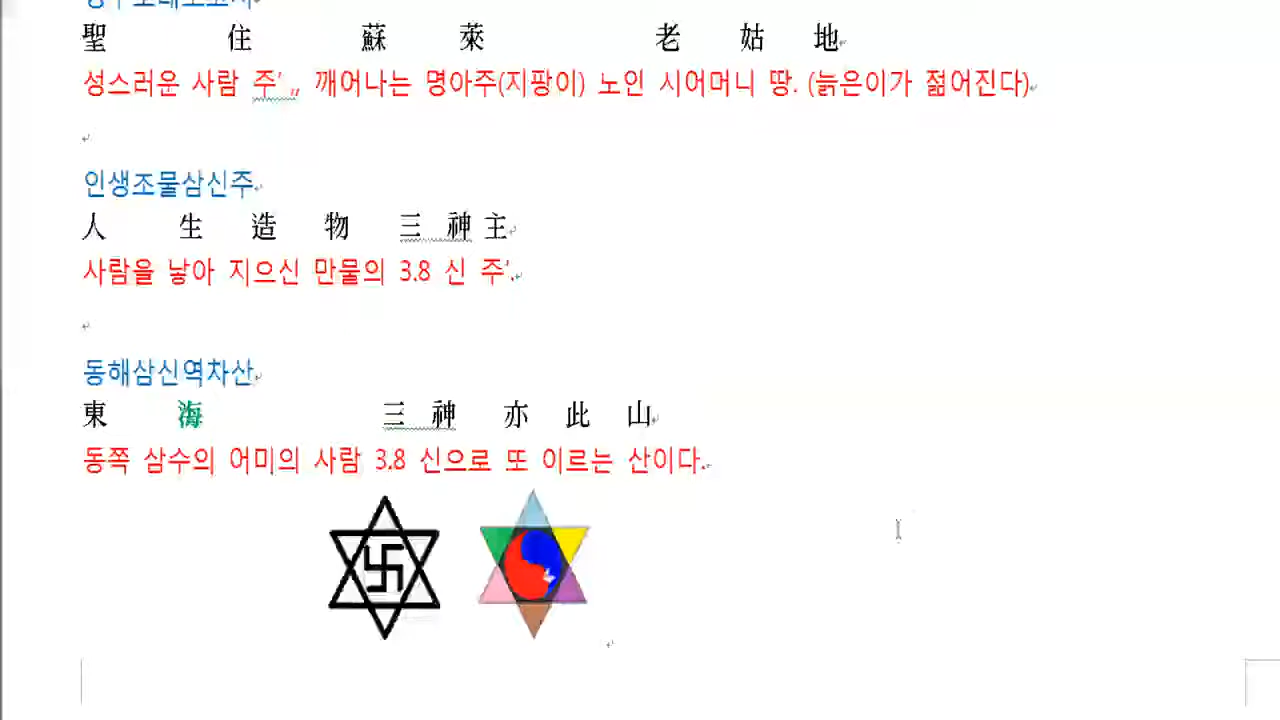 聖 住 蘇 萊 老 姑 地
성스러운 사람 주' ,, 깨어나는 명아주(지팡이) 노인 시어머니 땅. (늙은이가 젊어진다)
인생조물삼신주
人 生 造 物 三 神 主
사람을 낳아 지으신 만물의 3.8 신 주'.
동해삼신역차산
東 海 三 神 亦 此 山
동쪽 삼수의 어미의 사람 3.8 신으로 또 이르는 산이다.